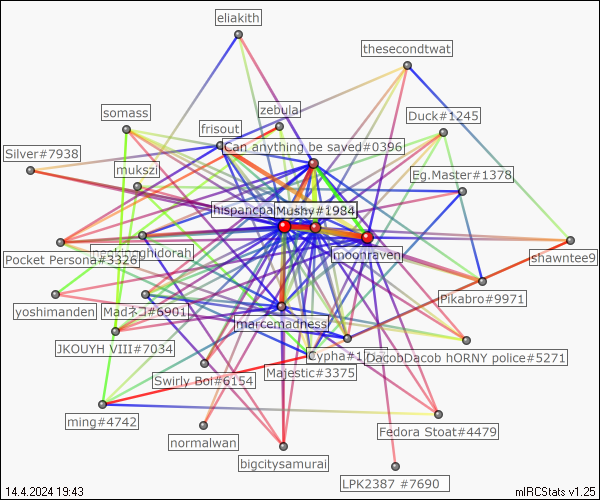 eliakith
thesecondtwat
zebula
somass
Duck#1245
frisout
Can anything be saved#0396
Silver#7938
mukszi
Eg.Master#1378
hispancpa
Mushy#1984
moonraven
shawntee9
Pocket Persona#3326
Pikabro#9971
yoshimanden
Madネコ#6901
marcemadness
JKOUYH VIII#7034
Cypha#1
DacobDacob hORNY police#5271
Majestic#3375
Swirly Boi#6154
ming#4742
Fedora Stoat#4479
normalwan
bigcitysamurai
LPK2387 #7690
14.4.2024 19:43
mIRCStats v1.25